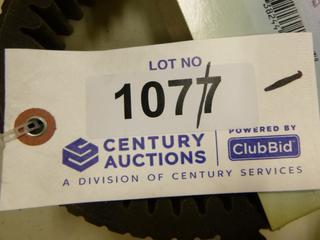 LOT NO
1077
CENTURY AUCTIONS
POWERED BY
ClubBid
A DIVISION OF CENTURY SERVICES